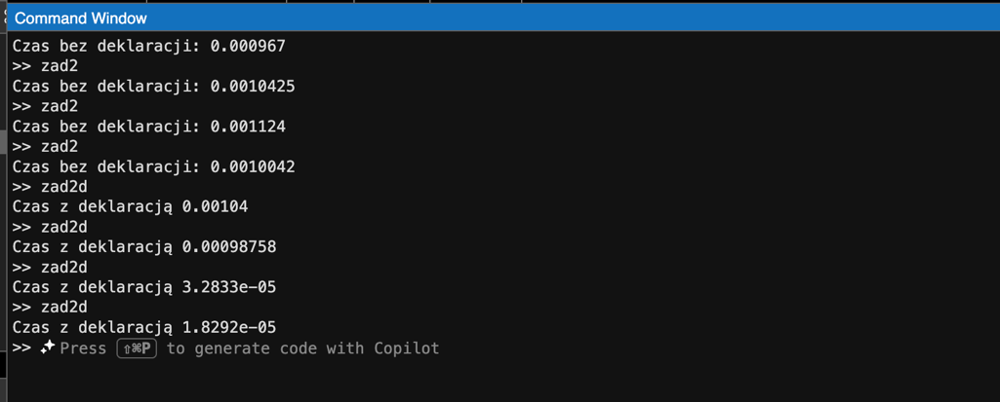 Command Window
Czas bez deklaracji: 0.000967
>> zad2
Czas bez deklaracji: 0.0010425
>> zad2
Czas bez deklaracji: 0.001124
>> zad2
Czas bez deklaracji: 0.0010042
>> zad2d
Czas z deklaracją 0.00104
>> zad2d
Czas z deklaracją 0.00098758
>> zad2d
Czas z deklaracją 3.2833e-05
>> zad2d
Czas z deklaracją 1.8292e-05
>> Press ⇧⌘P to generate code with Copilot